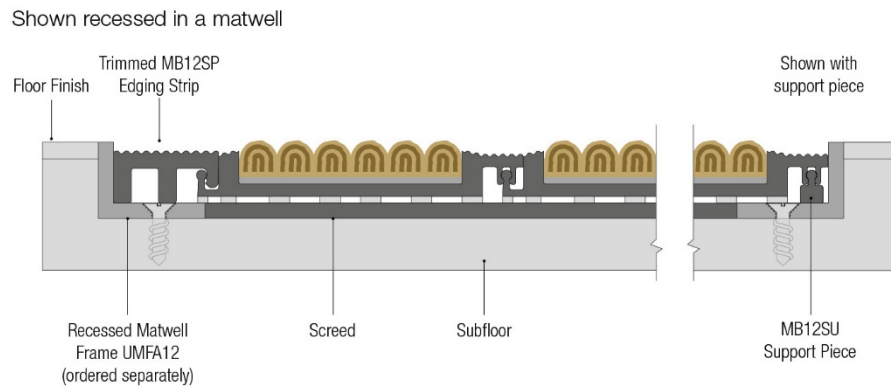 Shown recessed in a matwell
Trimmed MB12SP
Edging Strip
Floor Finish
Shown with
support piece
Recessed Matwell
Frame UMFA12
(ordered separately)
Screed
Subfloor
MB12SU
Support Piece